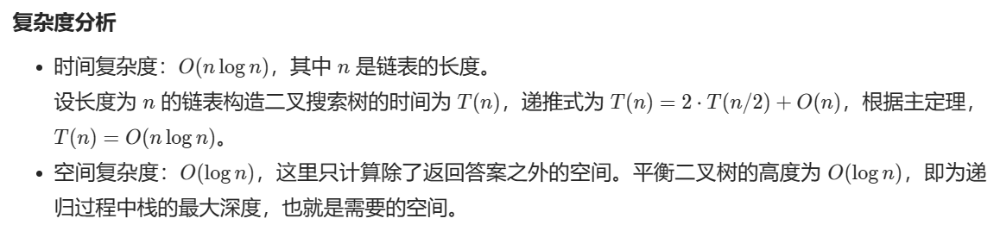 复杂度分析
• 时间复杂度：O(n log n)，其中 n 是链表的长度。
设长度为 n 的链表构造二叉搜索树的时间为 T(n)，递推式为 T(n) = 2 · T(n/2) + O(n)，根据主定理，
T(n) = O(n log n)。
• 空间复杂度：O(log n)，这里只计算除了返回答案之外的空间。平衡二叉树的高度为 O(log n)，即为递
归过程中栈的最大深度，也就是需要的空间。